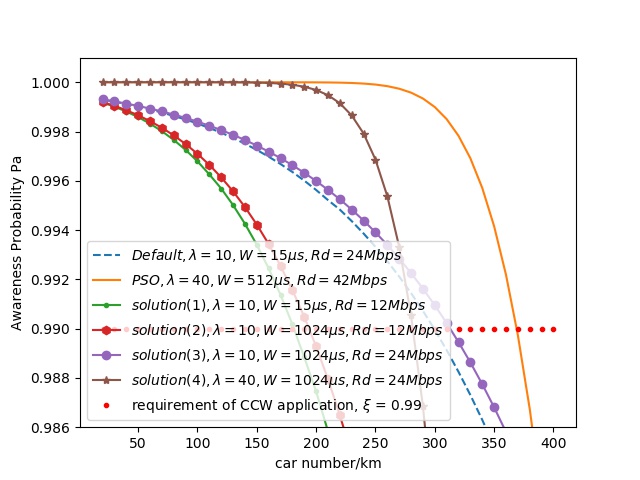 Awareness Probability Pa
1.000
0.998
0.996
0.994
0.992
0.990
0.988
0.986
Default, λ = 10, W = 15μs, Rd = 24Mbps
PSO, λ = 40, W = 512μs, Rd = 42Mbps
solution(1), λ = 10, W = 15μs, Rd = 12Mbps
solution(2), λ = 10, W = 1024μs, Rd = 12Mbps
solution(3), λ = 10, W = 1024μs, Rd = 24Mbps
solution(4), λ = 40, W = 1024μs, Rd = 24Mbps
requirement of CCW application, ξ = 0.99
50 100 150 200 250 300 350 400
car number/km